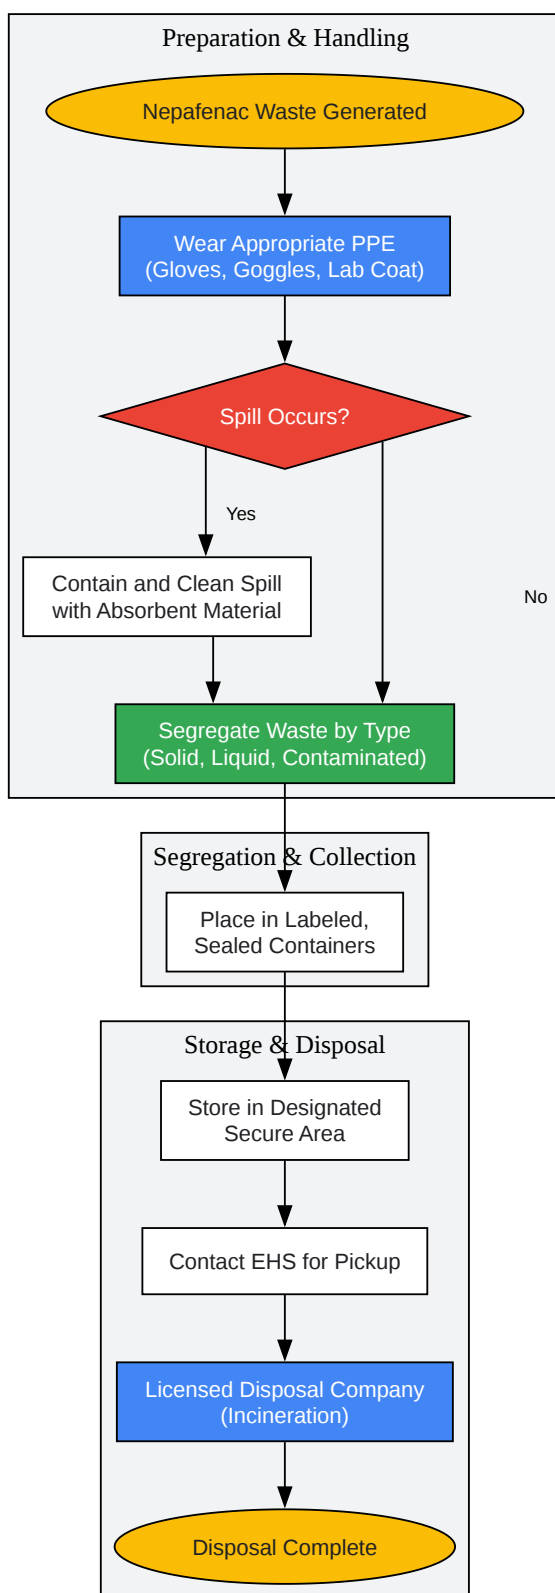 Preparation & Handling
Nepafenac Waste Generated
Wear Appropriate PPE
(Gloves, Goggles, Lab Coat)
Spill Occurs?
Yes
Contain and Clean Spill
with Absorbent Material
No
Segregate Waste by Type
(Solid, Liquid, Contaminated)
Segregation & Collection
Place in Labeled,
Sealed Containers
Storage & Disposal
Store in Designated
Secure Area
Contact EHS for Pickup
Licensed Disposal Company
(Incineration)
Disposal Complete